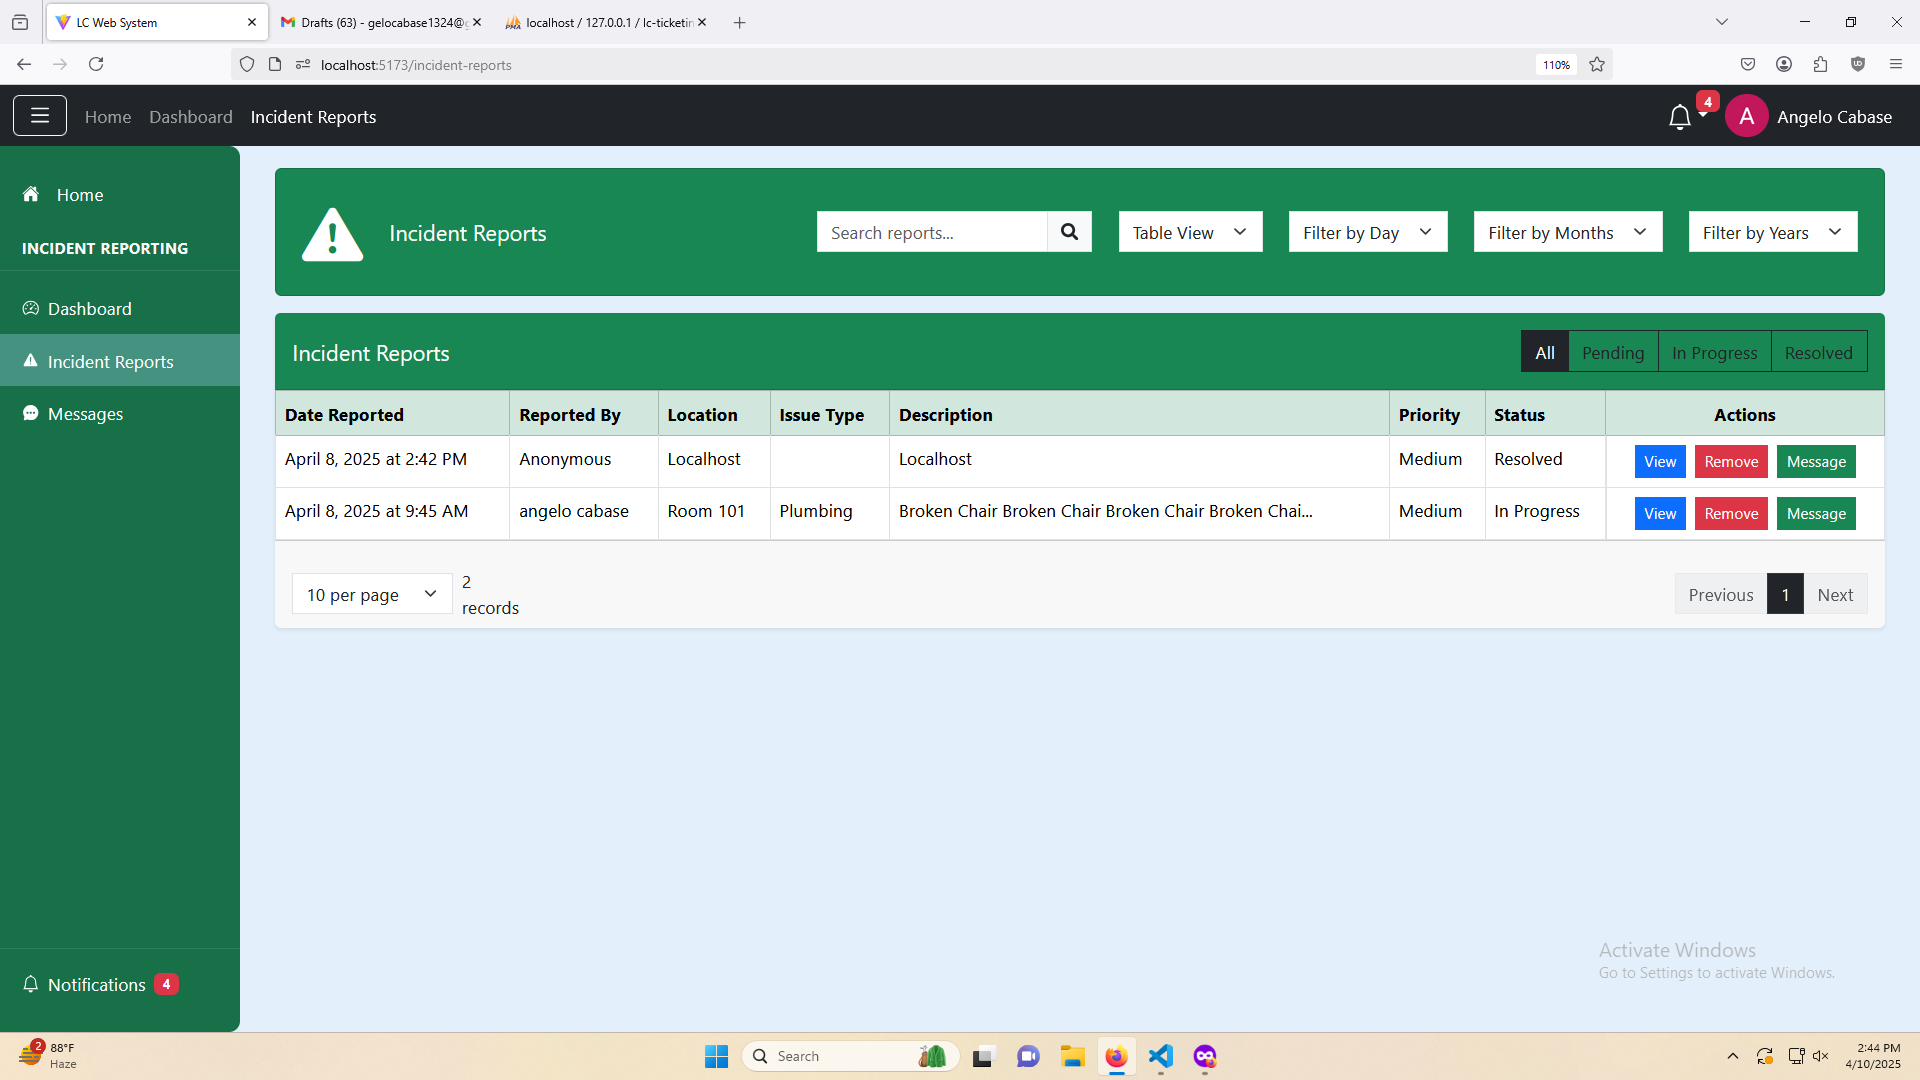 LC Web System
Drafts (63) - gelocabase1324@g
localhost / 127.0.0.1 / lc-ticketin
localhost:5173/incident-reports
110%
Home
Dashboard
Incident Reports
4
A
Angelo Cabase
Home
INCIDENT REPORTING
Dashboard
Incident Reports
Messages
Notifications 4
Incident Reports
Search reports...
Table View
Filter by Day
Filter by Months
Filter by Years
Incident Reports
All
Pending
In Progress
Resolved
Date Reported Reported By Location Issue Type Description Priority Status Actions
April 8, 2025 at 2:42 PM Anonymous Localhost Localhost Medium Resolved View Remove Message
April 8, 2025 at 9:45 AM angelo cabase Room 101 Plumbing Broken Chair Broken Chair Broken Chair Broken Chai... Medium In Progress View Remove Message
10 per page
2
records
Previous
1
Next
Activate Windows
Go to Settings to activate Windows.
2
88°F
Haze
Search
2:44 PM
4/10/2025